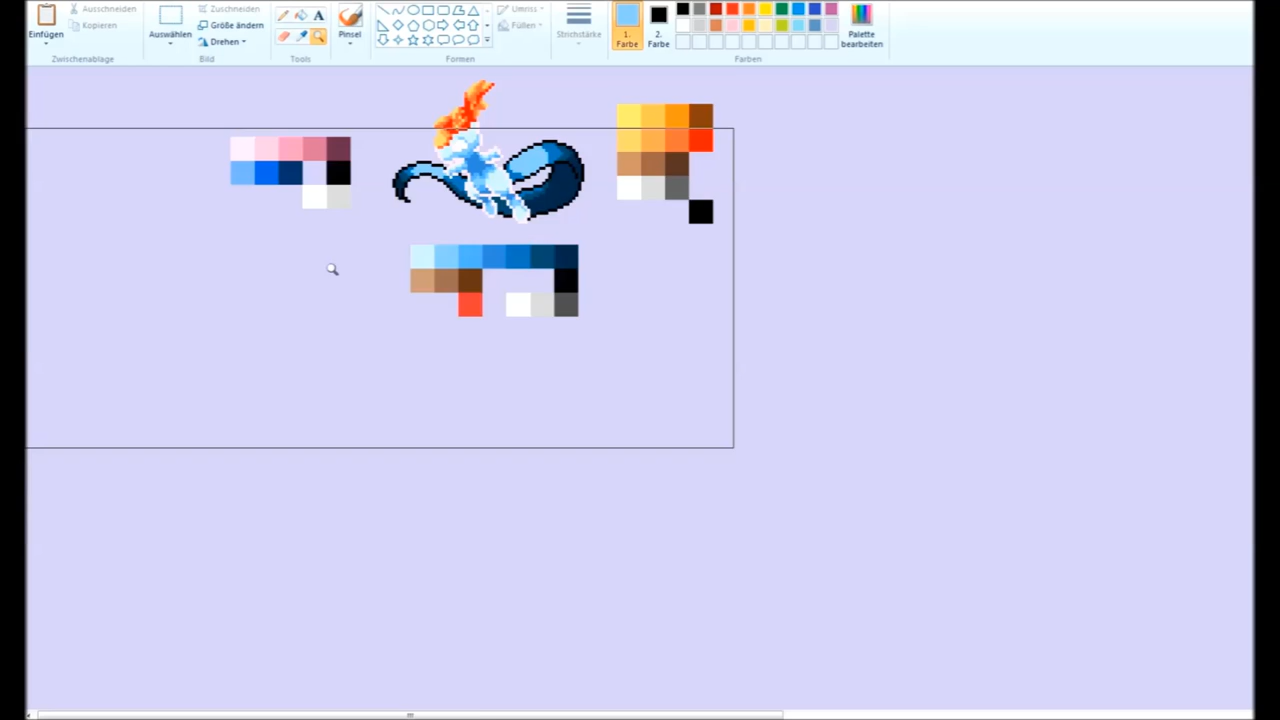 Einfügen
Ausschneiden
Kopieren
Zwischenablage
Auswählen
Zuschneiden
Größe ändern
Drehen
Bild
A
Tools
Pinsel
Umriss
Füllen
Formen
Strichstärke
1.
Farbe
2.
Farbe
Palette
bearbeiten
Farben